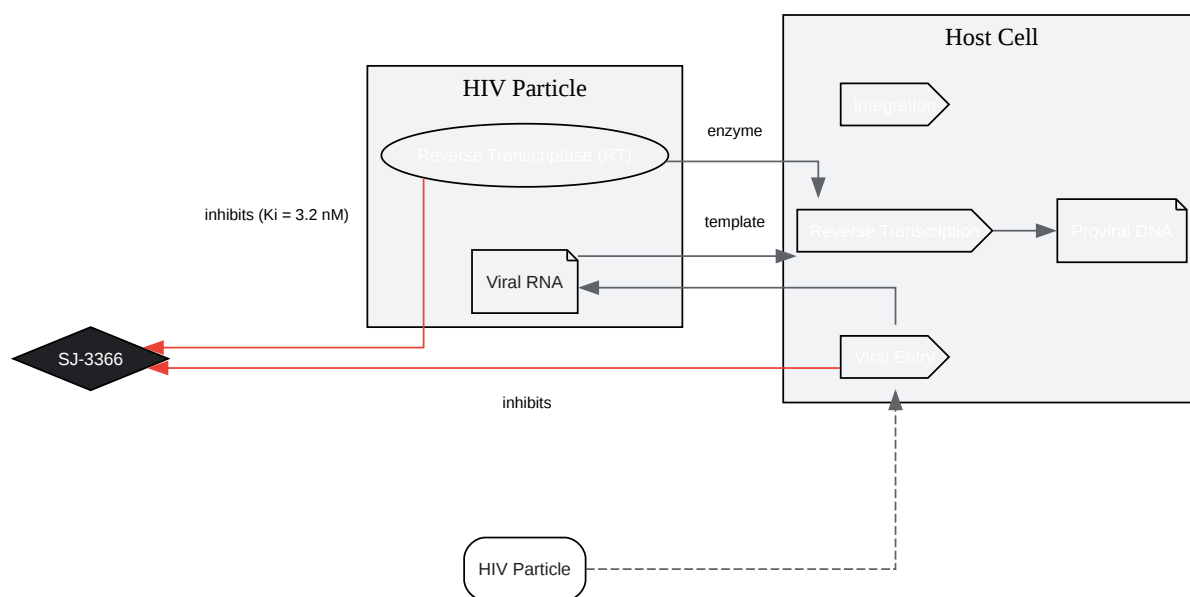 Host Cell
HIV Particle
Integration
enzyme
Reverse Transcriptase (RT)
inhibits (Ki = 3.2 nM)
template
Reverse Transcription
Proviral DNA
Viral RNA
SJ-3366
Viral Entry
inhibits
HIV Particle